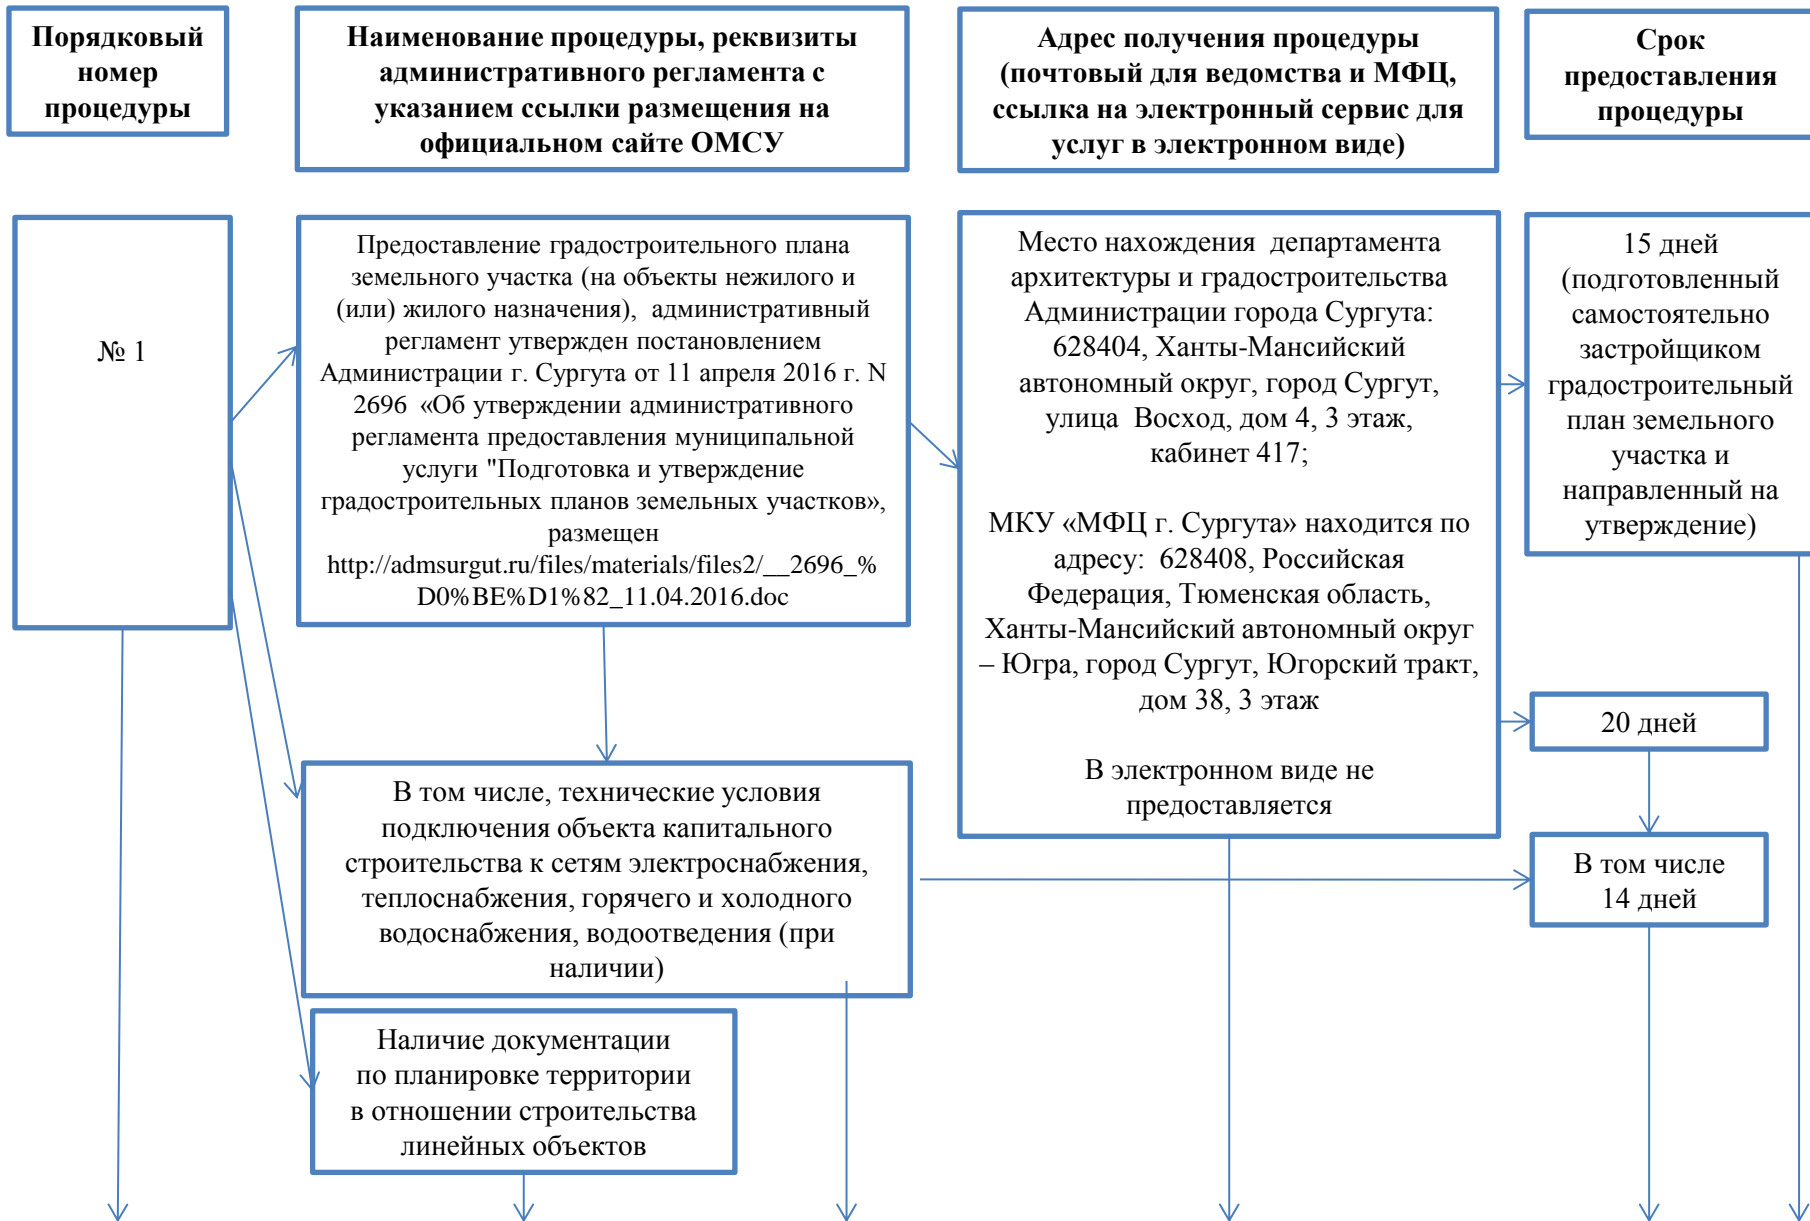 Порядковый
номер
процедуры
Наименование процедуры, реквизиты
административного регламента с
указанием ссылки размещения на
официальном сайте ОМСУ
Адрес получения процедуры
(почтовый для ведомства и МФЦ,
ссылка на электронный сервис для
услуг в электронном виде)
Срок
предоставления
процедуры
№ 1
Предоставление градостроительного плана
земельного участка (на объекты нежилого и
(или) жилого назначения), административный
регламент утвержден постановлением
Администрации г. Сургута от 11 апреля 2016 г. N
2696 «Об утверждении административного
регламента предоставления муниципальной
услуги "Подготовка и утверждение
градостроительных планов земельных участков»,
размещен
http://admsurgut.ru/files/materials/files2/__2696_%
D0%BE%D1%82_11.04.2016.doc
Место нахождения департамента
архитектуры и градостроительства
Администрации города Сургута:
628404, Ханты-Мансийский
автономный округ, город Сургут,
улица Восход, дом 4, 3 этаж,
кабинет 417;
МКУ «МФЦ г. Сургута» находится по
адресу: 628408, Российская
Федерация, Тюменская область,
Ханты-Мансийский автономный округ
– Югра, город Сургут, Югорский тракт,
дом 38, 3 этаж
В электронном виде не
предоставляется
15 дней
(подготовленный
самостоятельно
застройщиком
градостроительный
план земельного
участка и
направленный на
утверждение)
20 дней
В том числе, технические условия
подключения объекта капитального
строительства к сетям электроснабжения,
теплоснабжения, горячего и холодного
водоснабжения, водоотведения (при
наличии)
В том числе
14 дней
Наличие документации
по планировке территории
в отношении строительства
линейных объектов